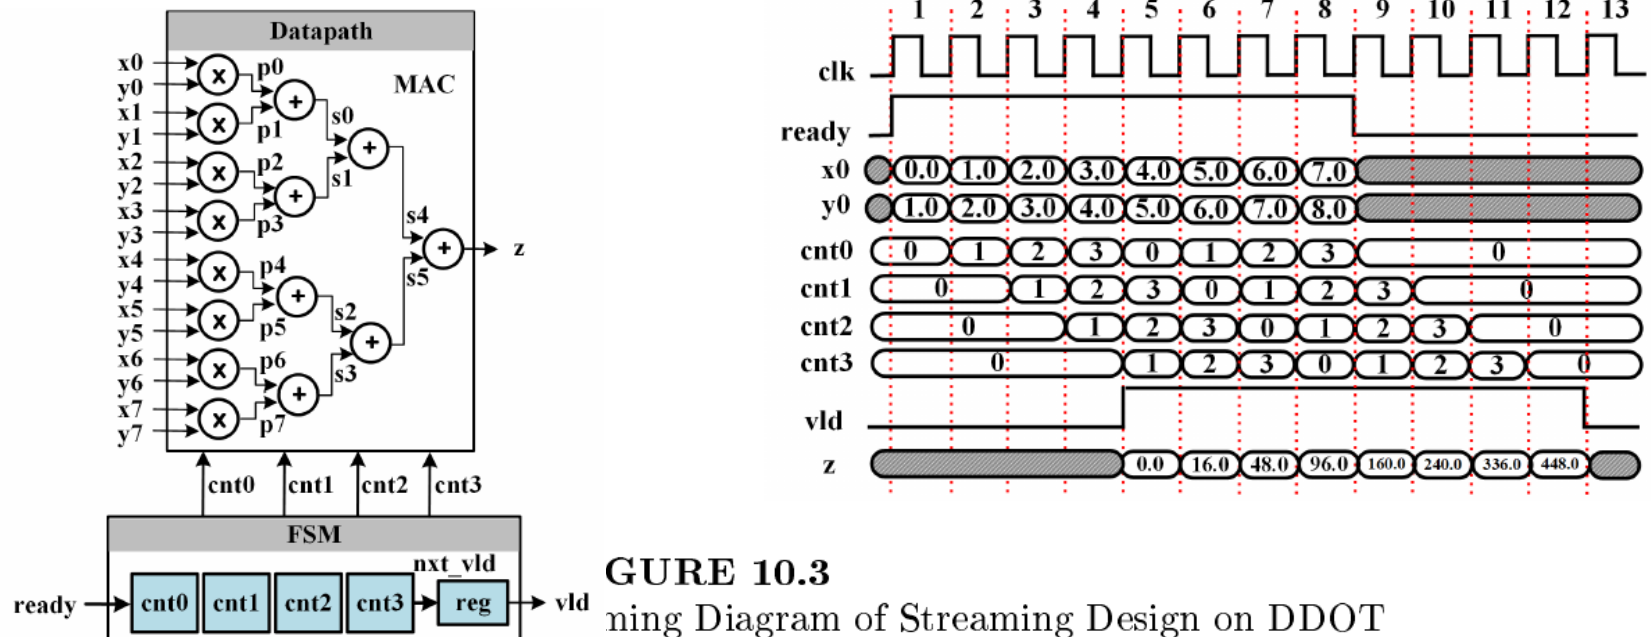 Datapath
MAC
x0
y0
x1
y1
x2
y2
x3
y3
x4
y4
x5
y5
x6
y6
x7
y7
x
x
x
x
x
x
x
x
p0
p1
p2
p3
p4
p5
p6
p7
+
+
+
+
s0
s1
s2
s3
+
+
s4
s5
+
z
cnt0 cnt1 cnt2 cnt3
FSM
nxt_vld
ready cnt0 cnt1 cnt2 cnt3 reg vld
1 2 3 4 5 6 7 8 9 10 11 12 13
clk
ready
x0 0.0 1.0 2.0 3.0 4.0 5.0 6.0 7.0
y0 1.0 2.0 3.0 4.0 5.0 6.0 7.0 8.0
cnt0 0 1 2 3 0 1 2 3 0
cnt1 0 1 2 3 0 1 2 3 0
cnt2 0 1 2 3 0 1 2 3 0
cnt3 0 1 2 3 0 1 2 3 0
vld
z 0.0 16.0 48.0 96.0 160.0 240.0 336.0 448.0
GURE 10.3
ming Diagram of Streaming Design on DDOT